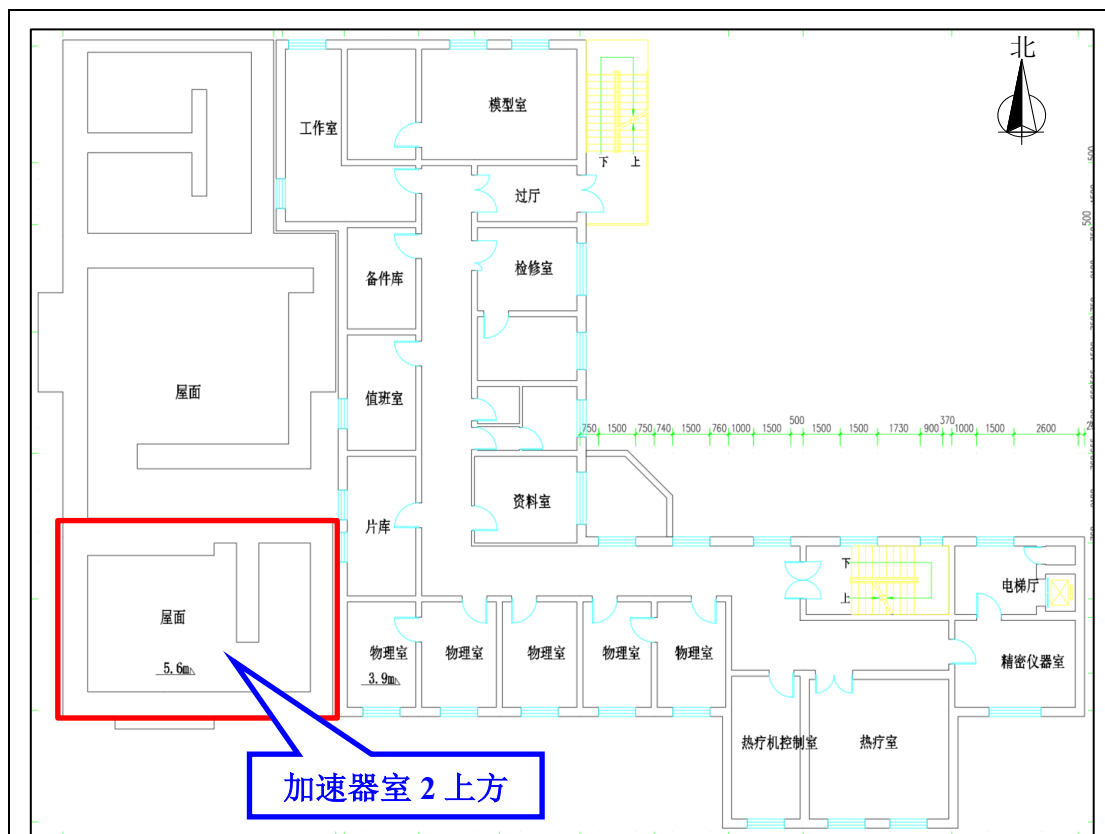 北
模型室
工作室
下 上
过厅
检修室
备件库
屋面
值班室
500
500
370
750 1500 750 740 1500 760 1000 1500 1500 1500 1730 900 1000 1500 2600
资料室
片库
下
上
电梯厅
屋面
5.6m
物理室
物理室
物理室
物理室
物理室
3.9m
精密仪器室
热疗机控制室
热疗室
加速器室 2 上方